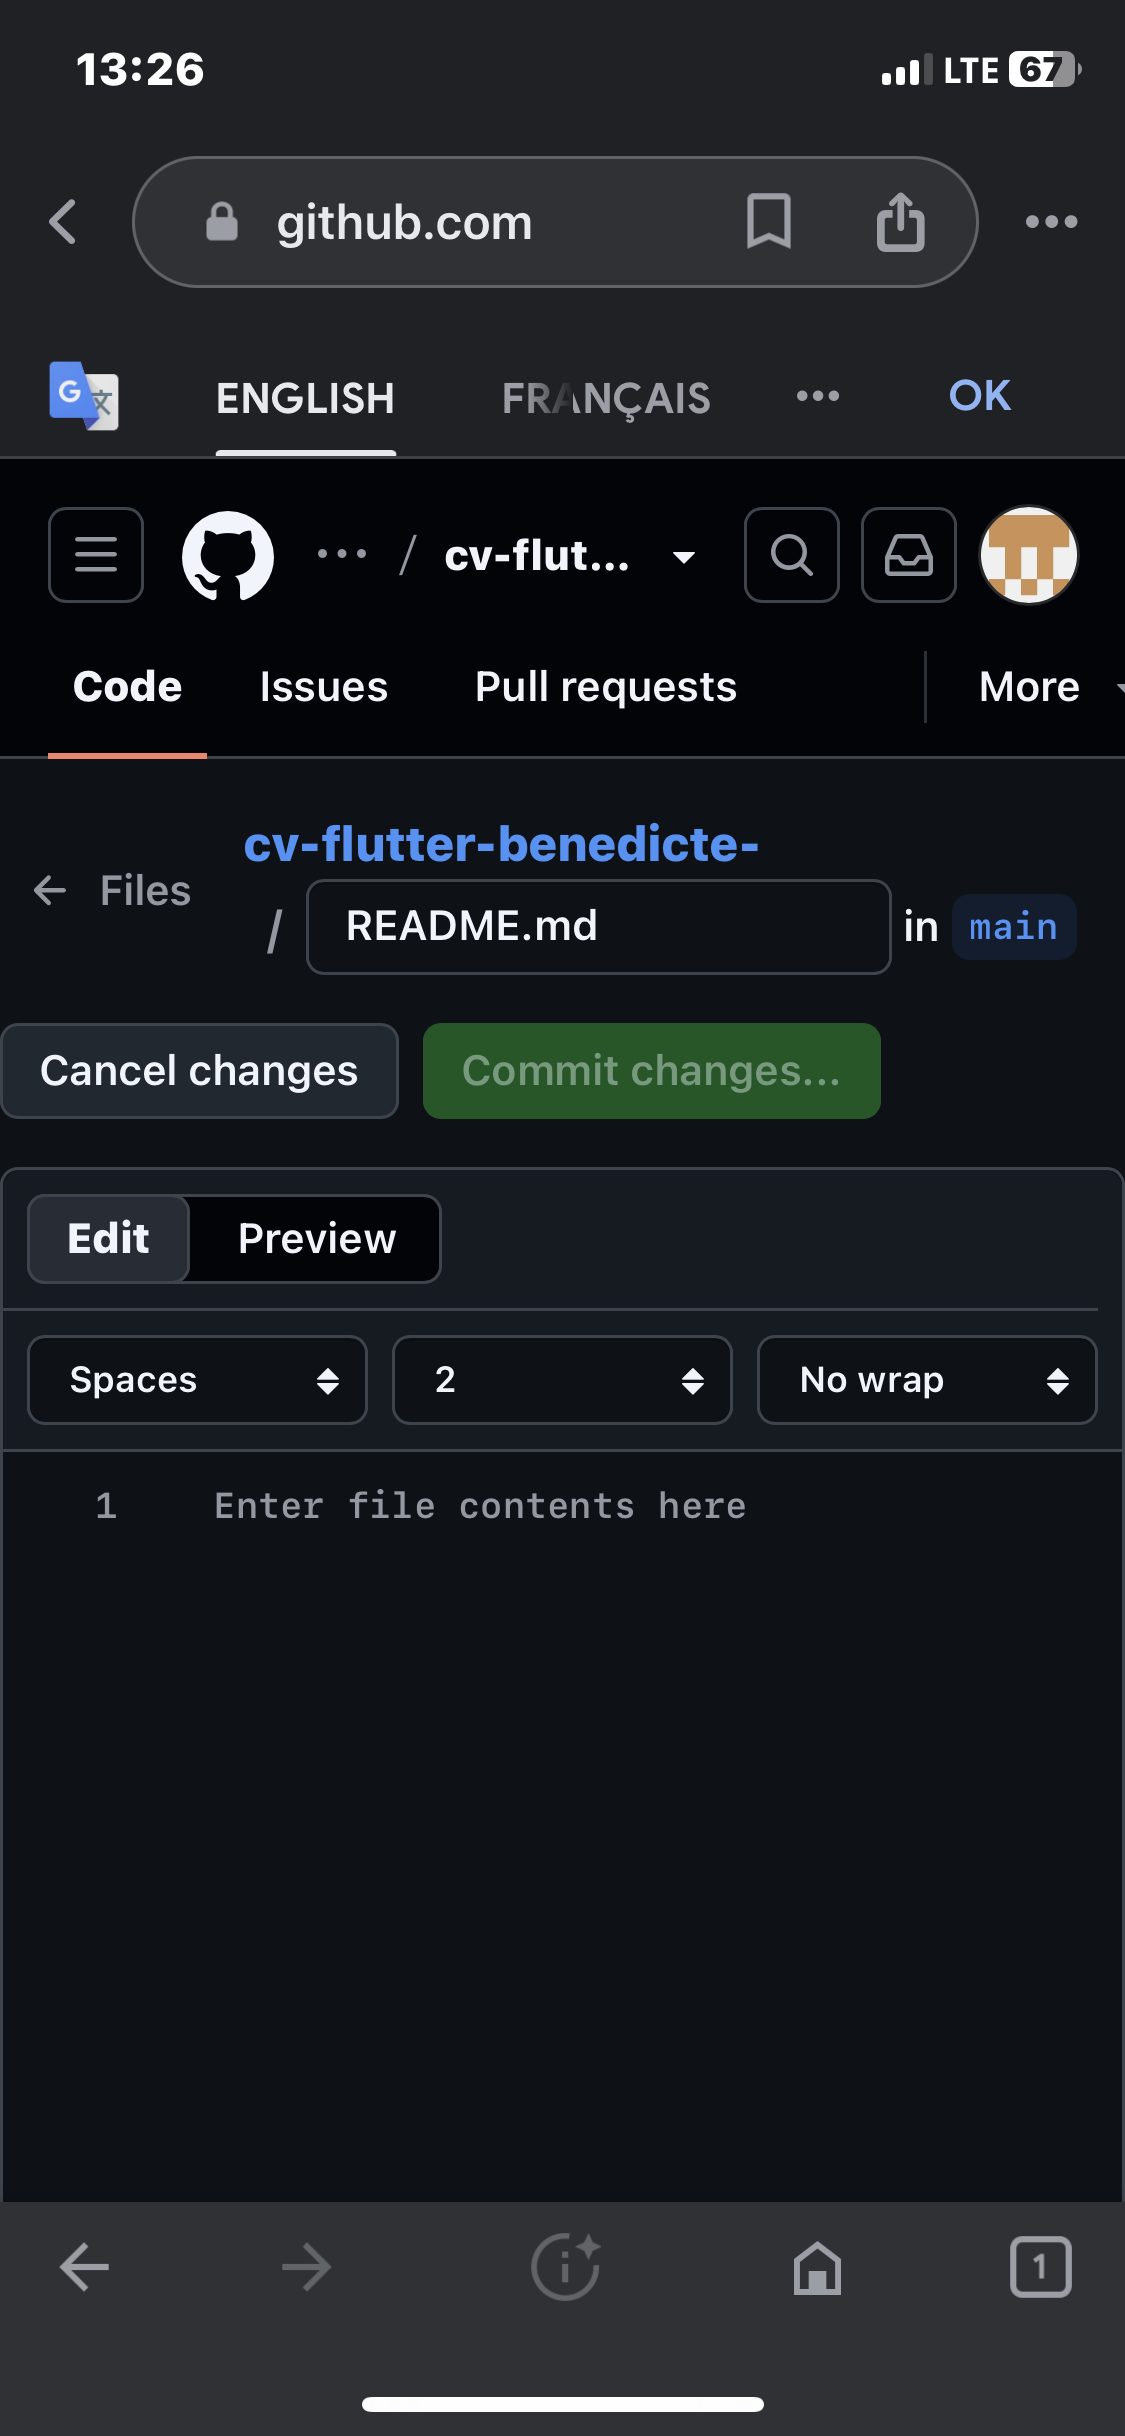 13:26
LTE 67
github.com
ENGLISH FRANÇAIS OK
/ cv-flut...
Code Issues Pull requests More
cv-flutter-benedicte-
Files / README.md in main
Cancel changes Commit changes...
Edit Preview
Spaces 2 No wrap
1 Enter file contents here
1